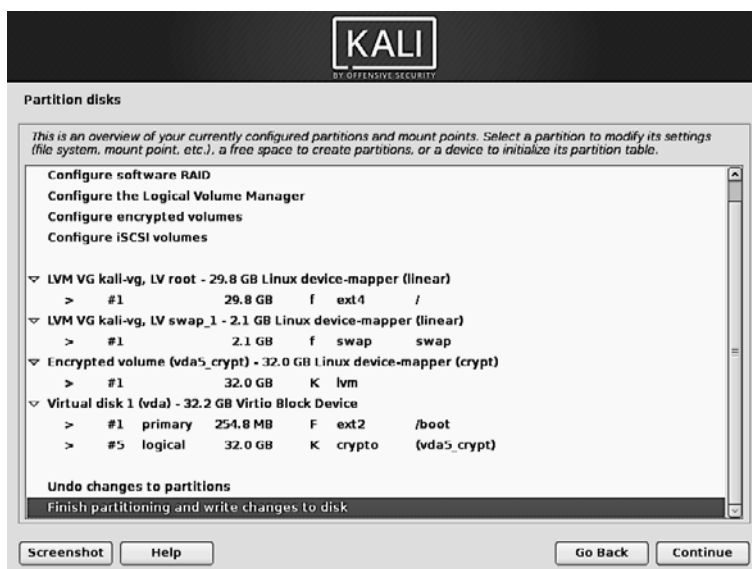 KALI
BY OFFENSIVE SECURITY
Partition disks
This is an overview of your currently configured partitions and mount points. Select a partition to modify its settings
(file system, mount point, etc.), a free space to create partitions, or a device to initialize its partition table.
Configure software RAID
Configure the Logical Volume Manager
Configure encrypted volumes
Configure iSCSI volumes
LVM VG kali-vg, LV root - 29.8 GB Linux device-mapper (linear)
> #1 29.8 GB f ext4 /
LVM VG kali-vg, LV swap_1 - 2.1 GB Linux device-mapper (linear)
> #1 2.1 GB f swap swap
Encrypted volume (vda5_crypt) - 32.0 GB Linux device-mapper (crypt)
> #1 32.0 GB K lvm
Virtual disk 1 (vda) - 32.2 GB Virtio Block Device
> #1 primary 254.8 MB F ext2 /boot
> #5 logical 32.0 GB K crypto (vda5_crypt)
Undo changes to partitions
Finish partitioning and write changes to disk
Screenshot Help Go Back Continue